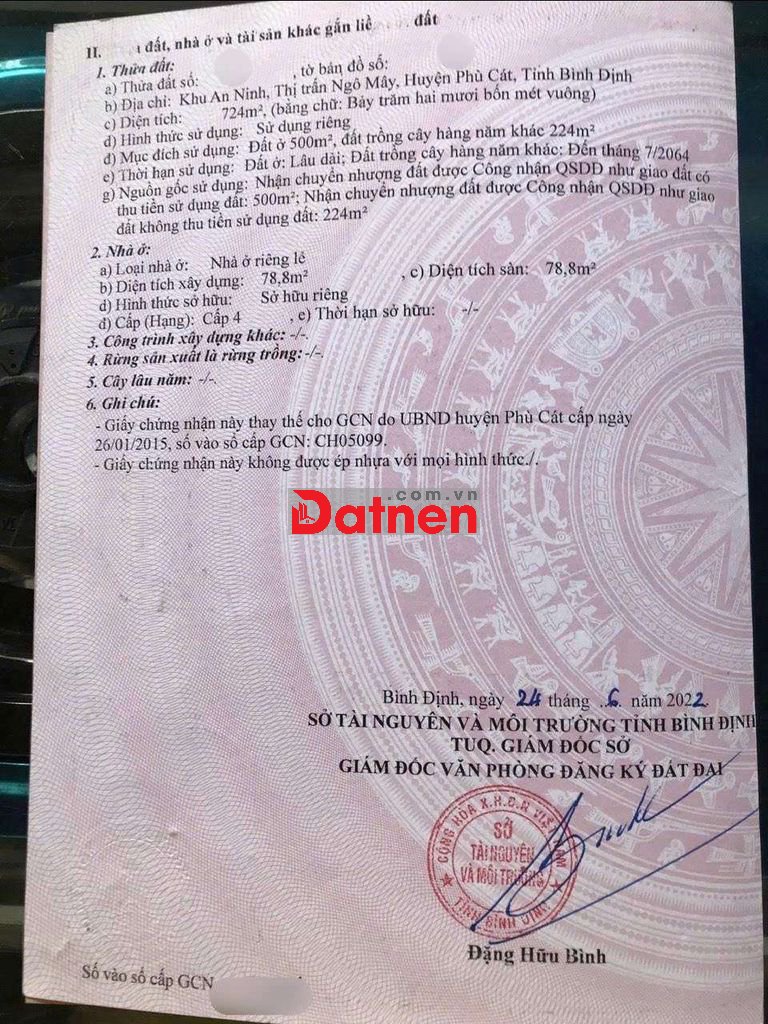 II. đất, nhà ở và tài sản khác gắn liề đất
1. Thửa đất:
a) Thửa đất số: , tờ bản đồ số:
b) Địa chỉ: Khu An Ninh, Thị trấn Ngô Mây, Huyện Phù Cát, Tỉnh Bình Định
c) Diện tích: 724m², (bằng chữ: Bảy trăm hai mươi bốn mét vuông)
d) Hình thức sử dụng: Sử dụng riêng
đ) Mục đích sử dụng: Đất ở 500m², đất trồng cây hàng năm khác 224m²
e) Thời hạn sử dụng: Đất ở: Lâu dài; Đất trồng cây hàng năm khác: Đến tháng 7/2064
g) Nguồn gốc sử dụng: Nhận chuyển nhượng đất được Công nhận QSDĐ như giao đất có
thu tiền sử dụng đất: 500m²; Nhận chuyển nhượng đất được Công nhận QSDĐ như giao
đất không thu tiền sử dụng đất: 224m²
2. Nhà ở:
a) Loại nhà ở: Nhà ở riêng lẻ
b) Diện tích xây dựng: 78,8m² , c) Diện tích sàn: 78,8m²
d) Hình thức sở hữu: Sở hữu riêng
đ) Cấp (Hạng): Cấp 4 , e) Thời hạn sở hữu: -/-
3. Công trình xây dựng khác: -/-.
4. Rừng sản xuất là rừng trồng: -/-.
5. Cây lâu năm: -/-.
6. Ghi chú:
- Giấy chứng nhận này thay thế cho GCN do UBND huyện Phù Cát cấp ngày
26/01/2015, số vào sổ cấp GCN: CH05099.
- Giấy chứng nhận này không được ép nhựa với mọi hình thức./.
.com.vn
Datnen
Bình Định, ngày 24 tháng .6. năm 2022.
SỞ TÀI NGUYÊN VÀ MÔI TRƯỜNG TỈNH BÌNH ĐỊNH
TUQ. GIÁM ĐỐC SỞ
GIÁM ĐỐC VĂN PHÒNG ĐĂNG KÝ ĐẤT ĐAI
CỘNG HÒA X.H.C.N VIỆT NAM
SỞ
TÀI NGUYÊN
VÀ MÔI TRƯỜNG
TỈNH BÌNH ĐỊNH
Đặng Hữu Bình
Số vào sổ cấp GCN